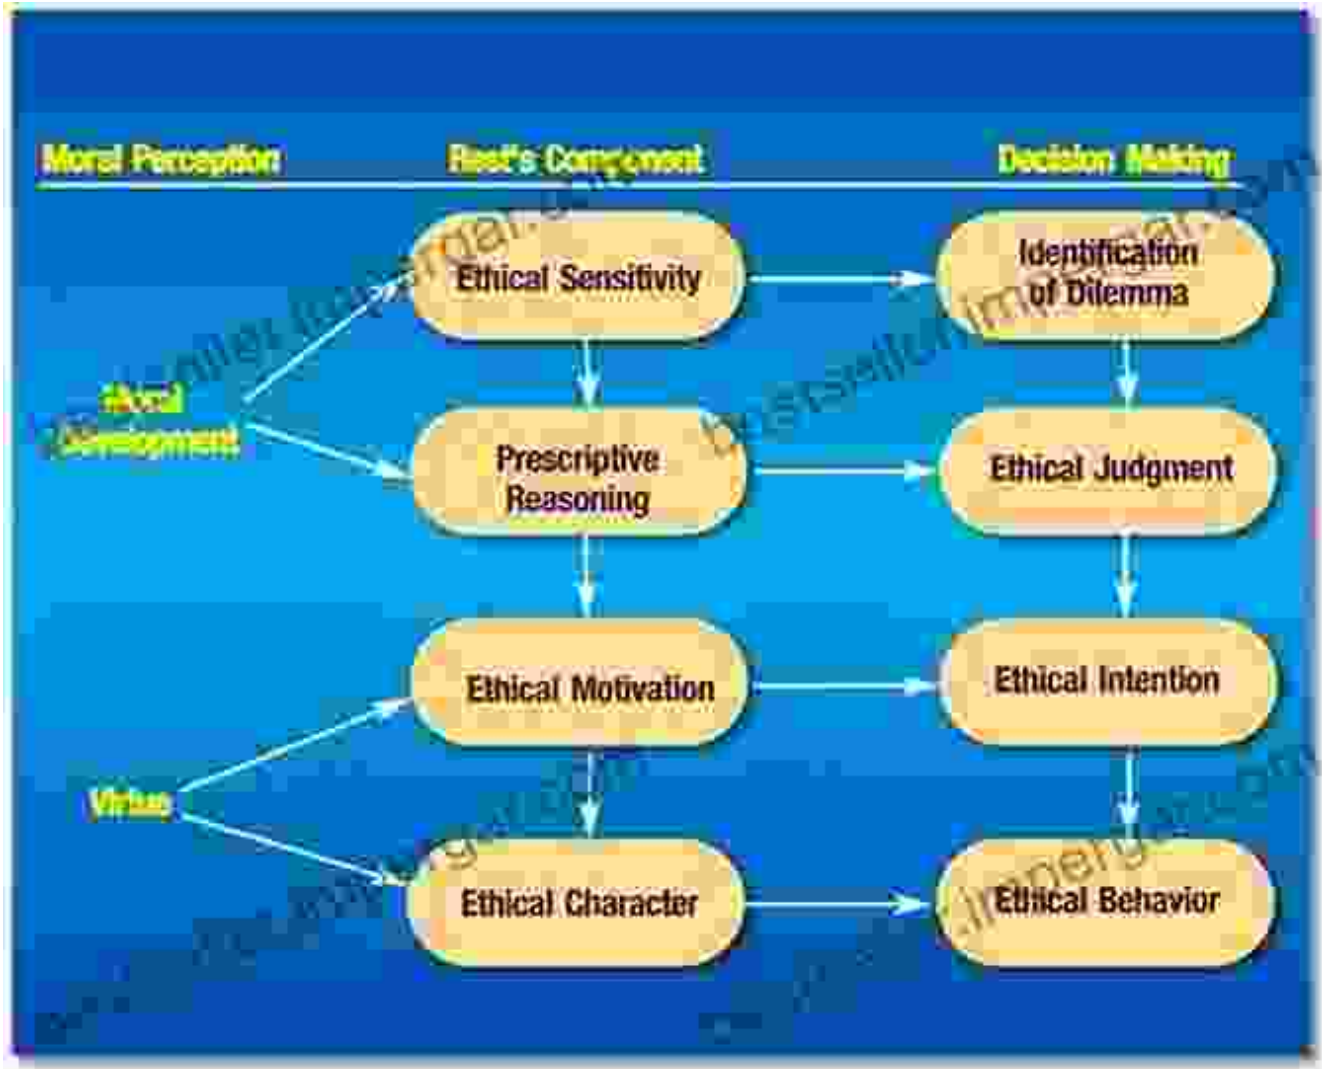 Moral Perception
Rest's Component
Decision Making
Ethical Sensitivity
Identification
of Dilemma
Moral
Development
Prescriptive
Reasoning
Ethical Judgment
Ethical Motivation
Ethical Intention
Virtue
Ethical Character
Ethical Behavior